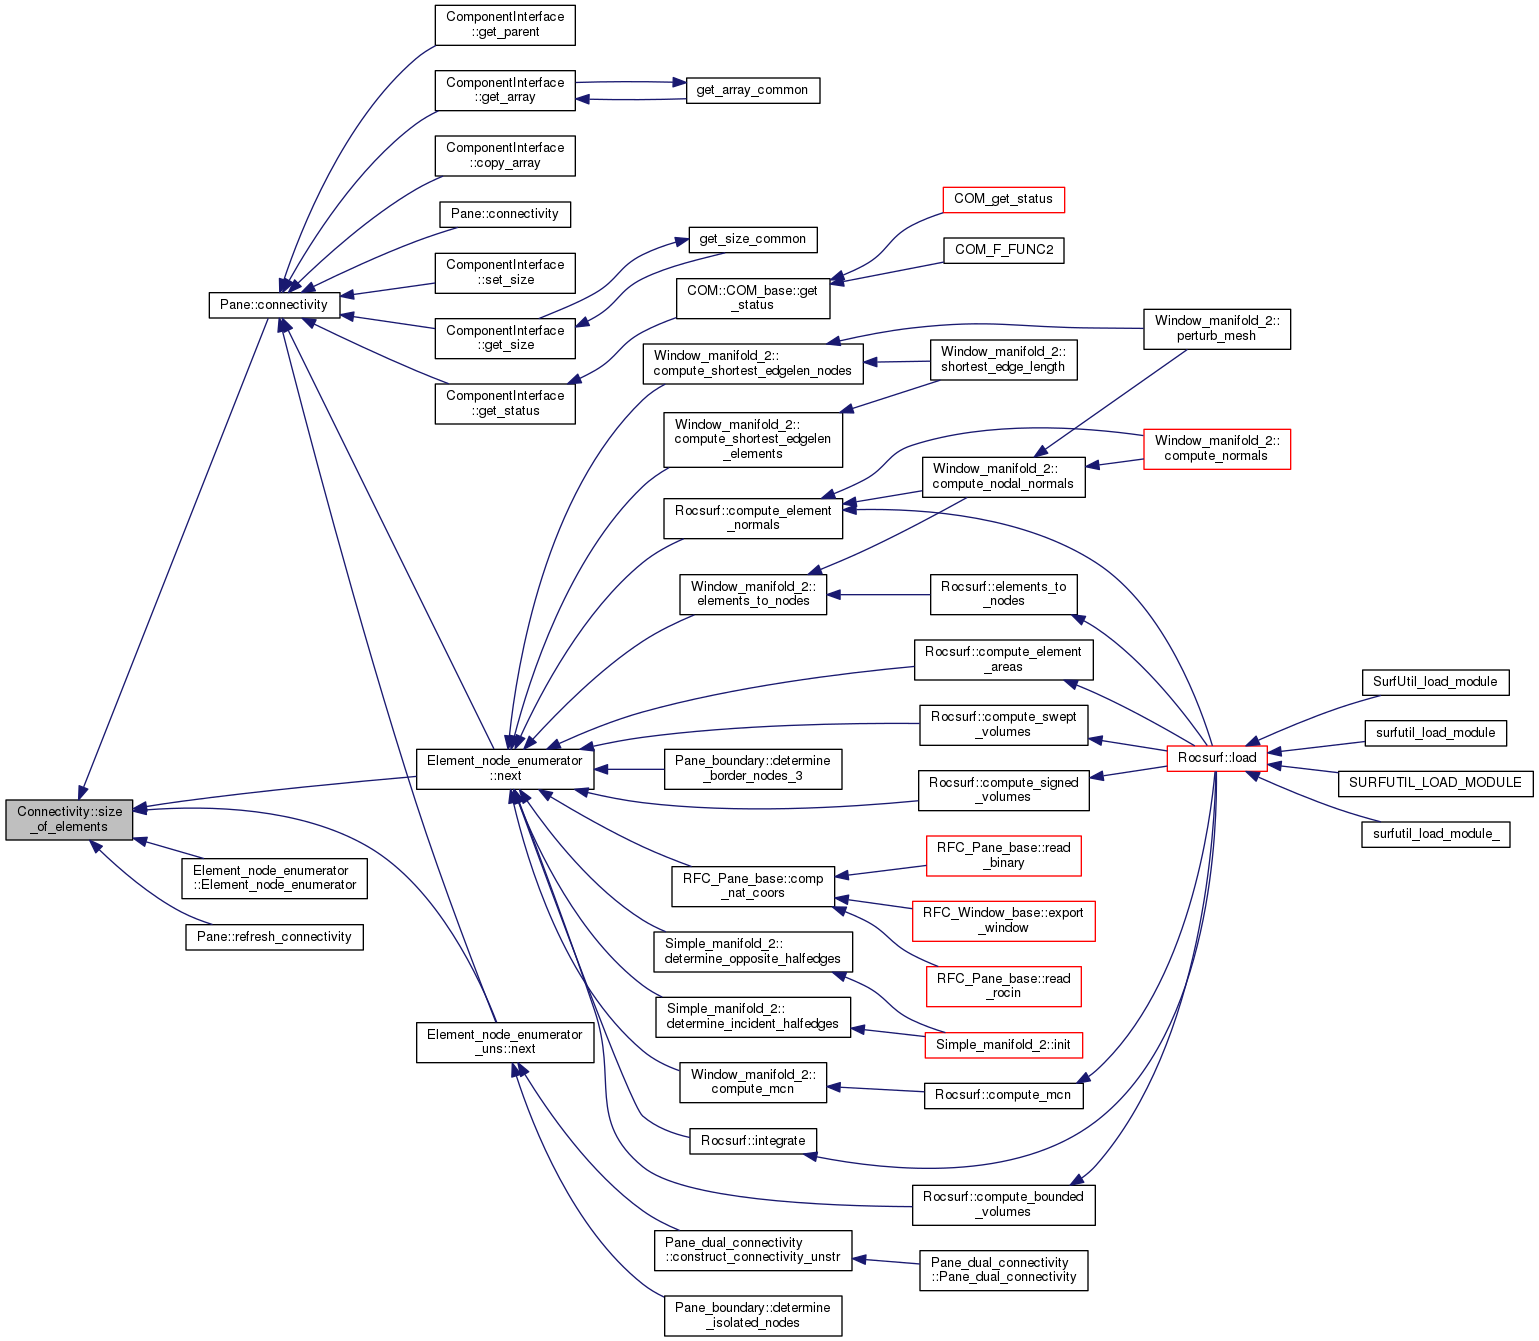 ComponentInterface
::get_parent
ComponentInterface
::get_array
get_array_common
ComponentInterface
::copy_array
Pane::connectivity
COM_get_status
get_size_common
COM_F_FUNC2
ComponentInterface
::set_size
Pane::connectivity
COM::COM_base::get
_status
ComponentInterface
::get_size
Window_manifold_2::
perturb_mesh
Window_manifold_2::
compute_shortest_edgelen_nodes
Window_manifold_2::
shortest_edge_length
ComponentInterface
::get_status
Window_manifold_2::
compute_shortest_edgelen
_elements
Window_manifold_2::
compute_normals
Window_manifold_2::
compute_nodal_normals
Rocsurf::compute_element
_normals
Window_manifold_2::
elements_to_nodes
Rocsurf::elements_to
_nodes
Rocsurf::compute_element
_areas
SurfUtil_load_module
Rocsurf::compute_swept
_volumes
surfutil_load_module
Element_node_enumerator
::next
Pane_boundary::determine
_border_nodes_3
Rocsurf::load
Rocsurf::compute_signed
_volumes
SURFUTIL_LOAD_MODULE
Connectivity::size
_of_elements
surfutil_load_module_
RFC_Pane_base::read
_binary
Element_node_enumerator
::Element_node_enumerator
RFC_Pane_base::comp
_nat_coors
RFC_Window_base::export
_window
Pane::refresh_connectivity
Simple_manifold_2::
determine_opposite_halfedges
RFC_Pane_base::read
_rocin
Simple_manifold_2::
determine_incident_halfedges
Element_node_enumerator
_uns::next
Simple_manifold_2::init
Window_manifold_2::
compute_mcn
Rocsurf::compute_mcn
Rocsurf::integrate
Rocsurf::compute_bounded
_volumes
Pane_dual_connectivity
::construct_connectivity_unstr
Pane_dual_connectivity
::Pane_dual_connectivity
Pane_boundary::determine
_isolated_nodes